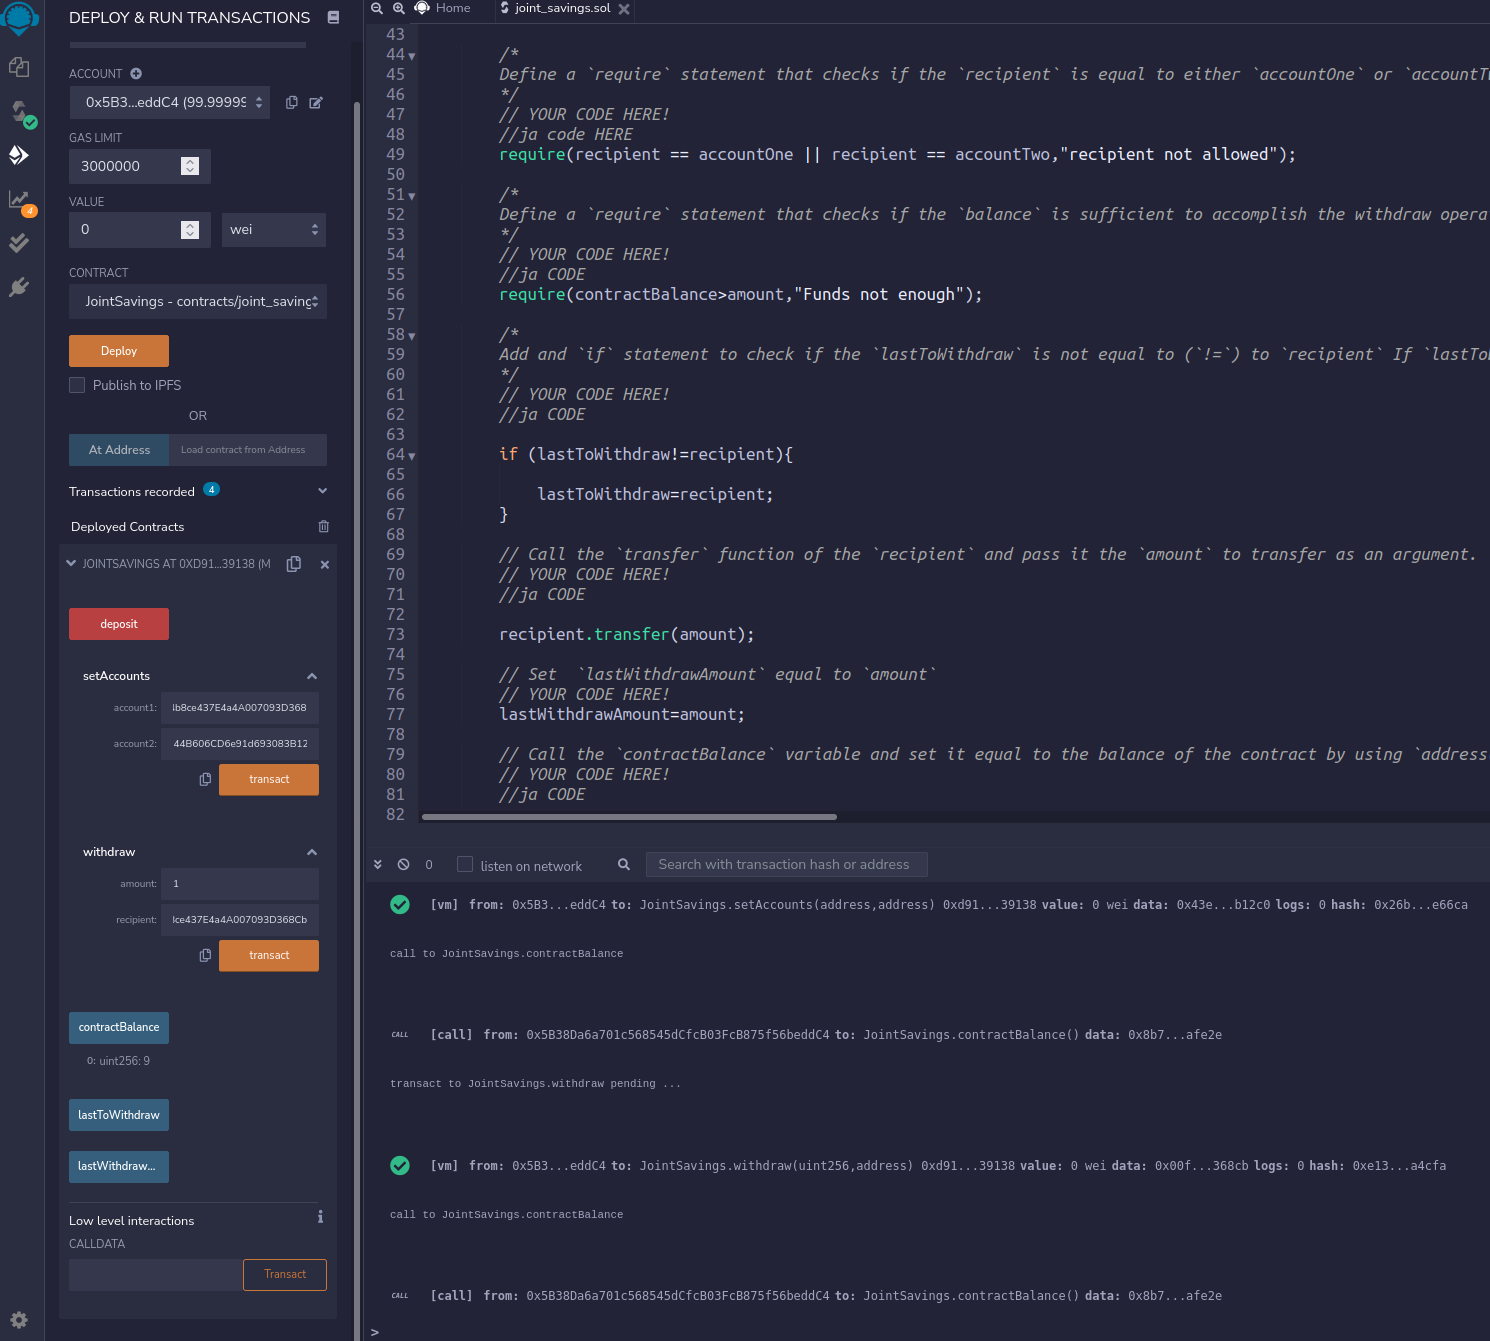 DEPLOY & RUN TRANSACTIONS
ACCOUNT
0x5B3...eddC4 (99.99999
GAS LIMIT
3000000
VALUE
0
wei
CONTRACT
JointSavings - contracts/joint_saving
Deploy
Publish to IPFS
OR
At Address
Load contract from Address
Transactions recorded 4
Deployed Contracts
JOINTSAVINGS AT 0XD91...39138 (M
deposit
setAccounts
account1: lb8ce437E4a4A007093D368
account2: 44B606CD6e91d693083B12
transact
withdraw
amount: 1
recipient: lce437E4a4A007093D368Cb
transact
contractBalance
0: uint256: 9
lastToWithdraw
lastWithdraw...
Low level interactions
i
CALLDATA
Transact
4
Home
joint_savings.sol
43
44 /*
45 Define a `require` statement that checks if the `recipient` is equal to either `accountOne` or `accountT
46 */
47 // YOUR CODE HERE!
48 //ja code HERE
49 require(recipient == accountOne || recipient == accountTwo,"recipient not allowed");
50
51 /*
52 Define a `require` statement that checks if the `balance` is sufficient to accomplish the withdraw opera
53 */
54 // YOUR CODE HERE!
55 //ja CODE
56 require(contractBalance>amount,"Funds not enough");
57
58 /*
59 Add and `if` statement to check if the `lastToWithdraw` is not equal to (`!=`) to `recipient` If `lastTo
60 */
61 // YOUR CODE HERE!
62 //ja CODE
63
64 if (lastToWithdraw!=recipient){
65
66 lastToWithdraw=recipient;
67 }
68
69 // Call the `transfer` function of the `recipient` and pass it the `amount` to transfer as an argument.
70 // YOUR CODE HERE!
71 //ja CODE
72
73 recipient.transfer(amount);
74
75 // Set  `lastWithdrawAmount` equal to `amount`
76 // YOUR CODE HERE!
77 lastWithdrawAmount=amount;
78
79 // Call the `contractBalance` variable and set it equal to the balance of the contract by using `address
80 // YOUR CODE HERE!
81 //ja CODE
82
0
listen on network
Search with transaction hash or address
[vm] from: 0x5B3...eddC4 to: JointSavings.setAccounts(address,address) 0xd91...39138 value: 0 wei data: 0x43e...b12c0 logs: 0 hash: 0x26b...e66ca
call to JointSavings.contractBalance
CALL [call] from: 0x5B38Da6a701c568545dCfcB03FcB875f56beddC4 to: JointSavings.contractBalance() data: 0x8b7...afe2e
transact to JointSavings.withdraw pending ...
[vm] from: 0x5B3...eddC4 to: JointSavings.withdraw(uint256,address) 0xd91...39138 value: 0 wei data: 0x00f...368cb logs: 0 hash: 0xe13...a4cfa
call to JointSavings.contractBalance
CALL [call] from: 0x5B38Da6a701c568545dCfcB03FcB875f56beddC4 to: JointSavings.contractBalance() data: 0x8b7...afe2e
>